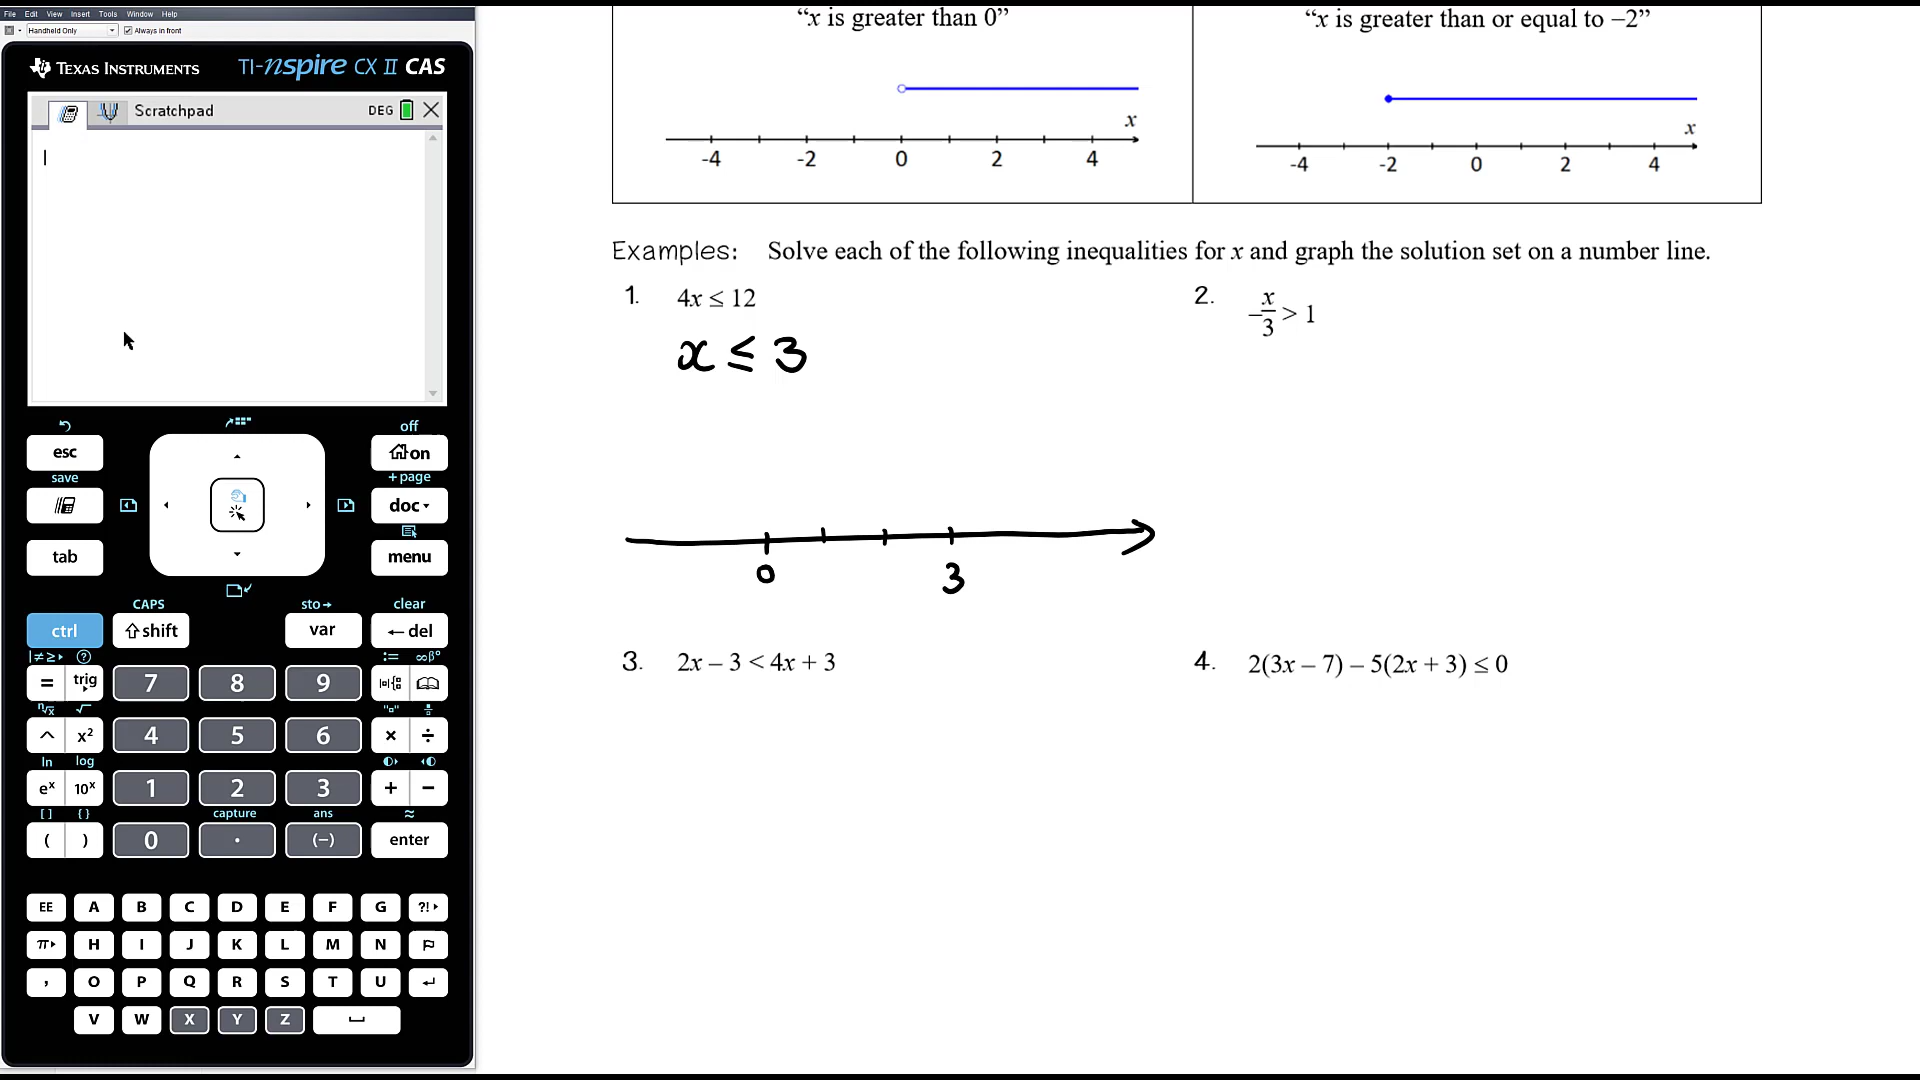 File Edit View Insert Tools Window Help
Handheld Only Always in front
TEXAS INSTRUMENTS TI-nspire CX II CAS
Scratchpad DEG
off
esc on
save + page
doc
tab menu
CAPS sto→ clear
ctrl ⇧shift var ←del
|≠≥▸ ? := ∞β°
= trig 7 8 9 |▫|{
ⁿ√x √ "▫"
^ x² 4 5 6 × ÷
ln log
eˣ 10ˣ 1 2 3 + −
[ ] { } capture ans ≈
( ) 0 . (−) enter
EE A B C D E F G ?!▸
π▸ H I J K L M N
, O P Q R S T U ↵
V W X Y Z
“x is greater than 0” “x is greater than or equal to −2”
x x
-4 -2 0 2 4 -4 -2 0 2 4
Examples: Solve each of the following inequalities for x and graph the solution set on a number line.
1. 4x ≤ 12 2. −x/3 > 1
x ≤ 3
0 3
3. 2x – 3 < 4x + 3 4. 2(3x – 7) – 5(2x + 3) ≤ 0